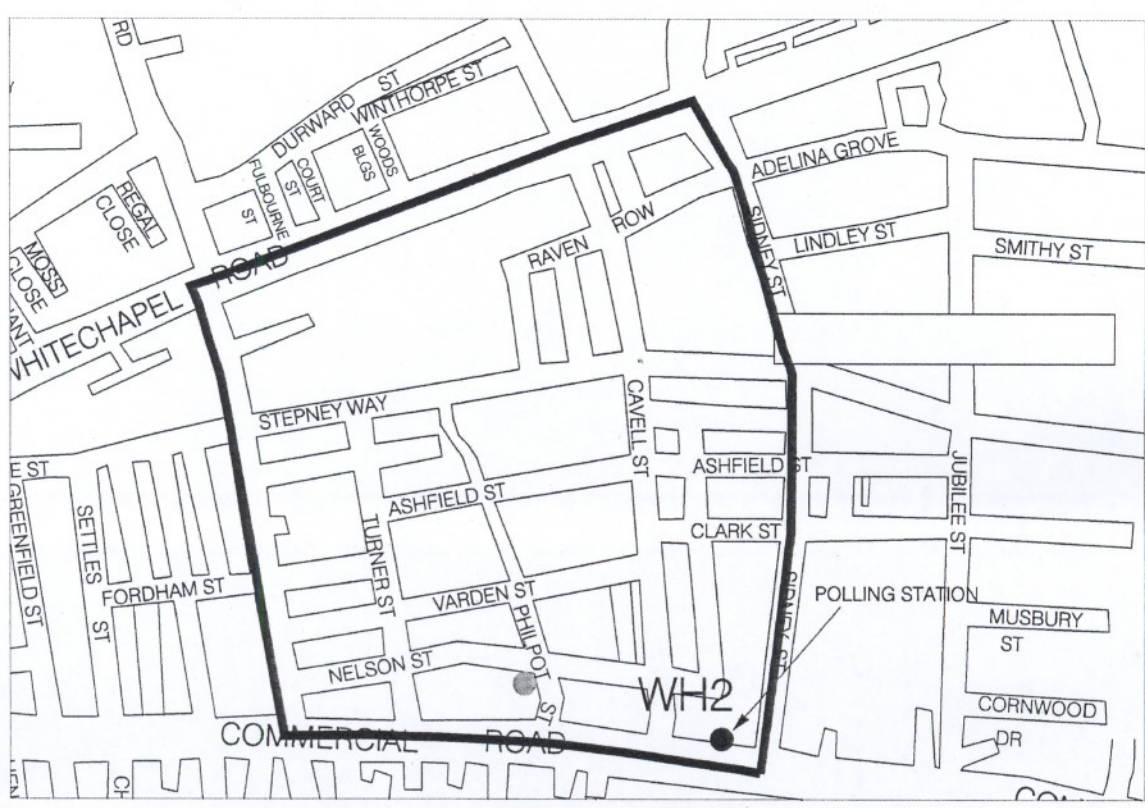 RD
DURWARD ST
WINTHORPE ST
WOODS
BLGS
COURT
ST
FULBOURNE
ST
REGAL
CLOSE
MOSS
CLOSE
WHITECHAPEL ROAD
ADELINA GROVE
SIDNEY ST
LINDLEY ST
SMITHY ST
RAVEN ROW
STEPNEY WAY
CAVELL ST
ASHFIELD ST
ASHFIELD ST
JUBILEE ST
GREENFIELD ST
SETTLES ST
FORDHAM ST
TURNER ST
CLARK ST
VARDEN ST
PHILPOT ST
SIDNEY ST
POLLING STATION
MUSBURY
ST
NELSON ST
WH2
CORNWOOD
DR
COMMERCIAL ROAD